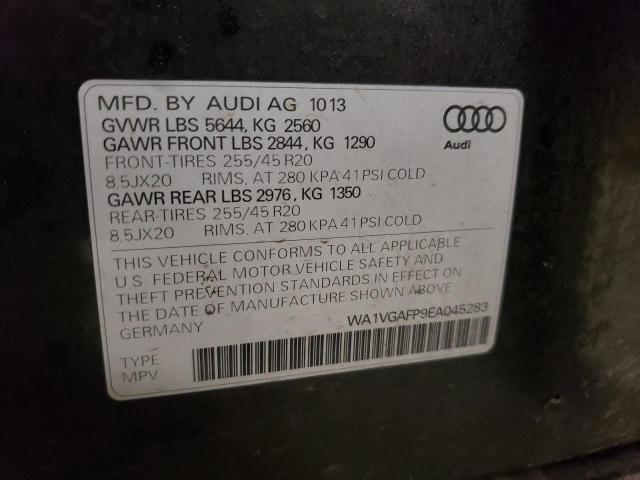 MFD. BY AUDI AG 10 13
GVWR LBS 5644, KG 2560
GAWR FRONT LBS 2844, KG 1290
FRONT-TIRES 255/45 R20
8,5JX20 RIMS, AT 280 KPA 41 PSI COLD
GAWR REAR LBS 2976, KG 1350
REAR-TIRES 255/45 R20
8,5JX20 RIMS, AT 280 KPA 41 PSI COLD
Audi
THIS VEHICLE CONFORMS TO ALL APPLICABLE
U.S. FEDERAL MOTOR VEHICLE SAFETY AND
THEFT PREVENTION STANDARDS IN EFFECT ON
THE DATE OF MANUFACTURE SHOWN ABOVE
GERMANY
WA1VGAFP9EA045283
TYPE
MPV